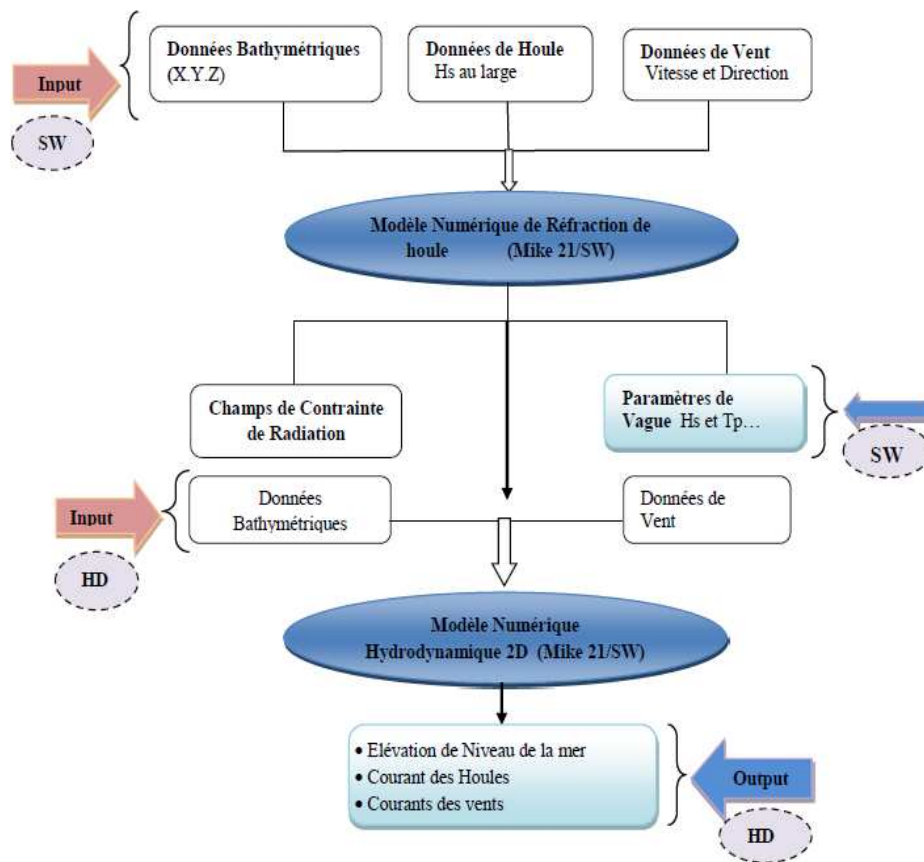 Données Bathymétriques
(X.Y.Z)
Données de Houle
Hs au large
Données de Vent
Vitesse et Direction
Input
SW
Modèle Numérique de Réfraction de
houle (Mike 21/SW)
Champs de Contrainte
de Radiation
Paramètres de
Vague Hs et Tp…
SW
Input
HD
Données
Bathymétriques
Données de
Vent
Modèle Numérique
Hydrodynamique 2D (Mike 21/SW)
• Elévation de Niveau de la mer
• Courant des Houles
• Courants des vents
Output
HD